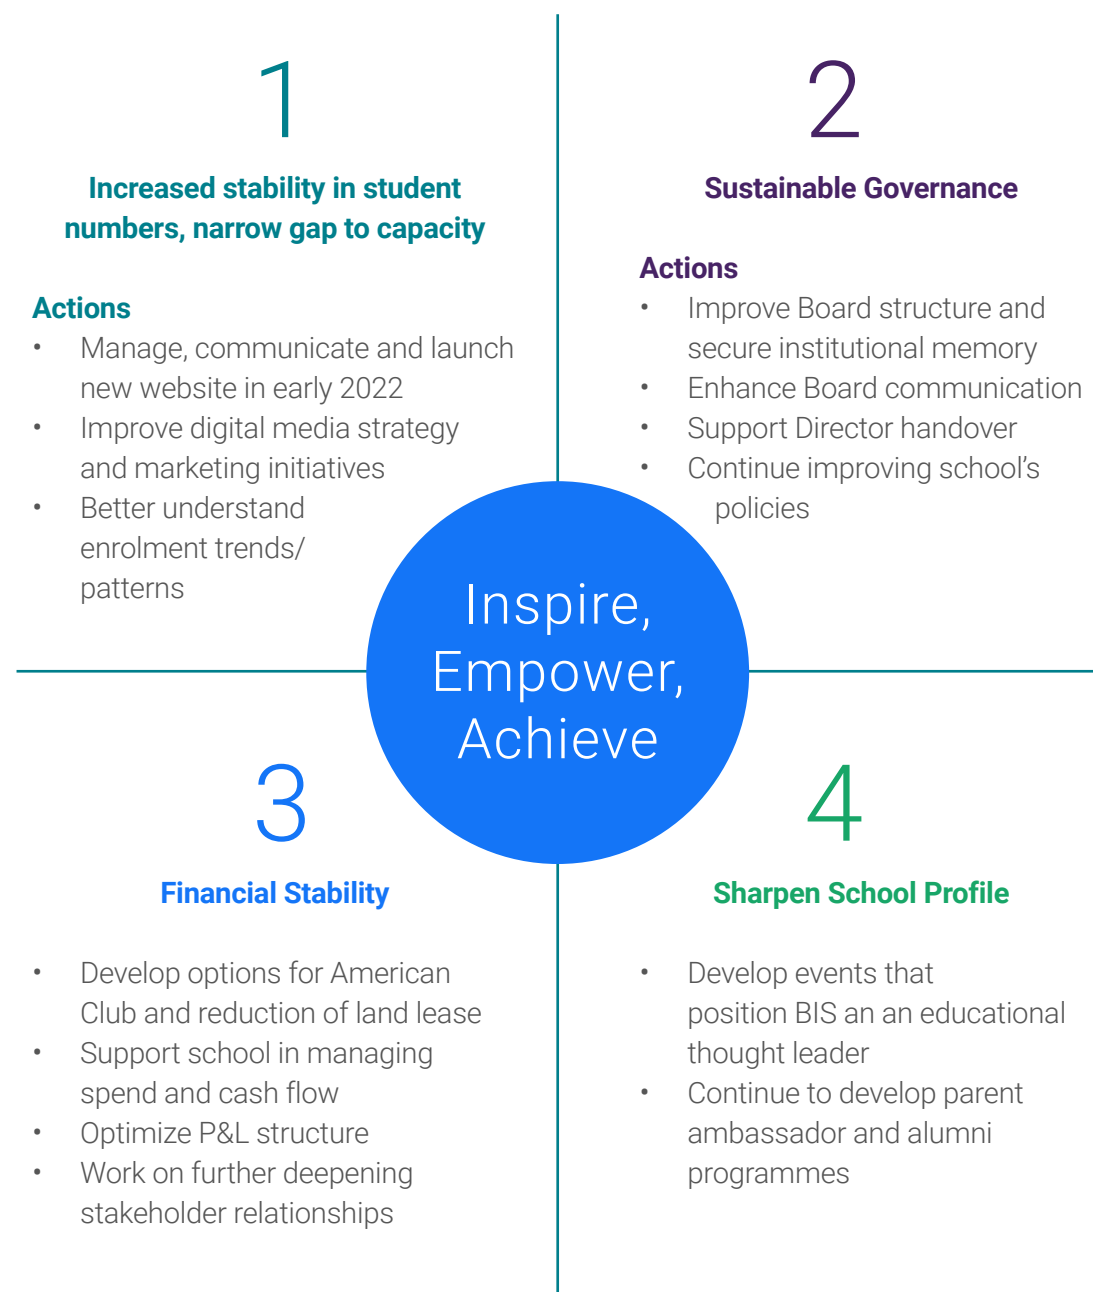 1
Increased stability in student
numbers, narrow gap to capacity
Actions
• Manage, communicate and launch
new website in early 2022
• Improve digital media strategy
and marketing initiatives
• Better understand
enrolment trends/
patterns
2
Sustainable Governance
Actions
• Improve Board structure and
secure institutional memory
• Enhance Board communication
• Support Director handover
• Continue improving school’s
policies
Inspire,
Empower,
Achieve
3
Financial Stability
• Develop options for American
Club and reduction of land lease
• Support school in managing
spend and cash flow
• Optimize P&L structure
• Work on further deepening
stakeholder relationships
4
Sharpen School Profile
• Develop events that
position BIS an an educational
thought leader
• Continue to develop parent
ambassador and alumni
programmes